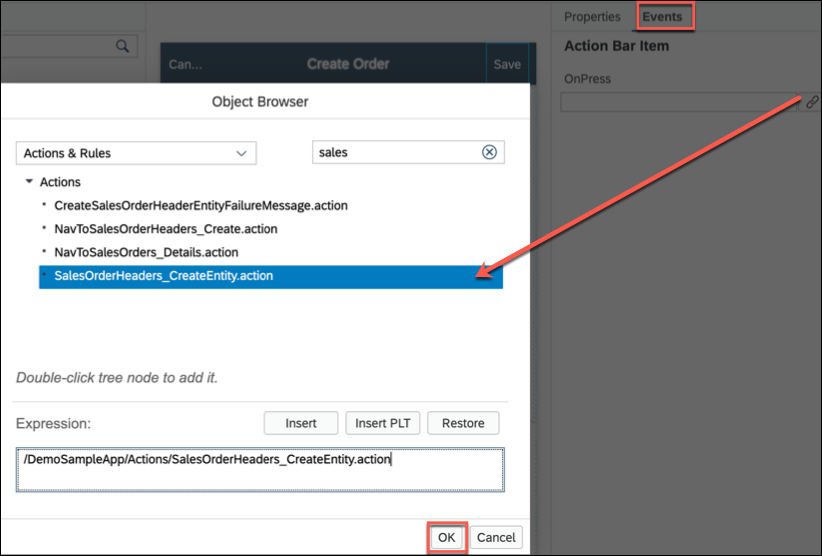 Properties Events
Action Bar Item
Can... Create Order Save
OnPress
Object Browser
Actions & Rules sales
Actions
CreateSalesOrderHeaderEntityFailureMessage.action
NavToSalesOrderHeaders_Create.action
NavToSalesOrders_Details.action
SalesOrderHeaders_CreateEntity.action
Double-click tree node to add it.
Expression: Insert Insert PLT Restore
/DemoSampleApp/Actions/SalesOrderHeaders_CreateEntity.action
OK Cancel